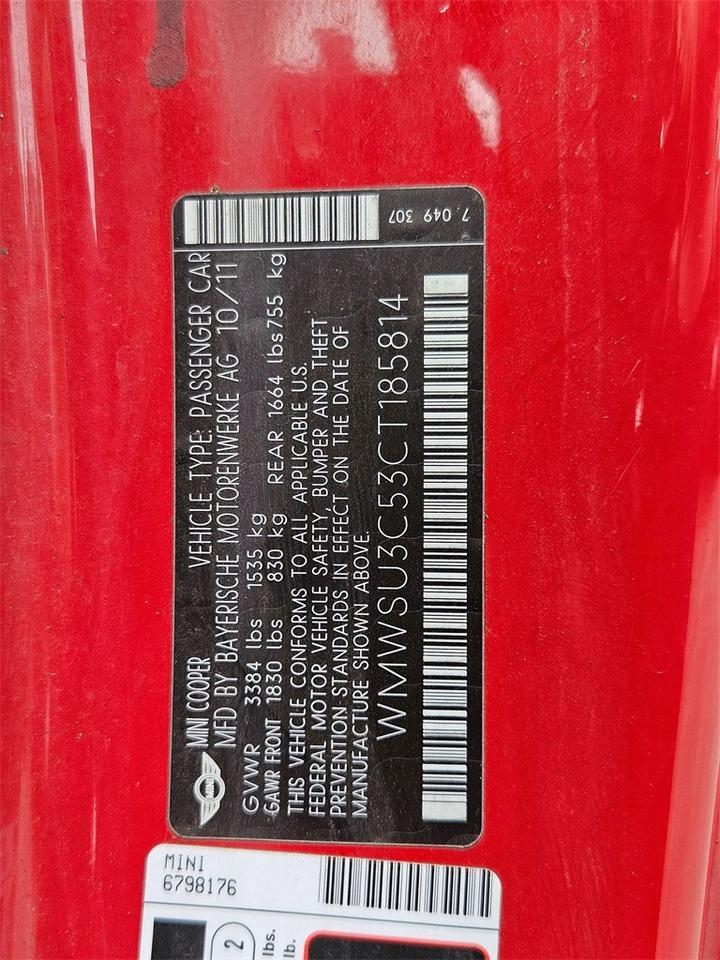 7 049 307
MINI COOPER VEHICLE TYPE: PASSENGER CAR
MFD BY BAYERISCHE MOTORENWERKE AG 10/11
GVWR 3384 lbs 1535 kg
GAWR FRONT 1830 lbs 830 kg REAR 1664 lbs 755 kg
THIS VEHICLE CONFORMS TO ALL APPLICABLE U.S.
FEDERAL MOTOR VEHICLE SAFETY, BUMPER AND THEFT
PREVENTION STANDARDS IN EFFECT ON THE DATE OF
MANUFACTURE SHOWN ABOVE.
WMWSU3C53CT185814
MINI
6798176
2
lbs.
lb.